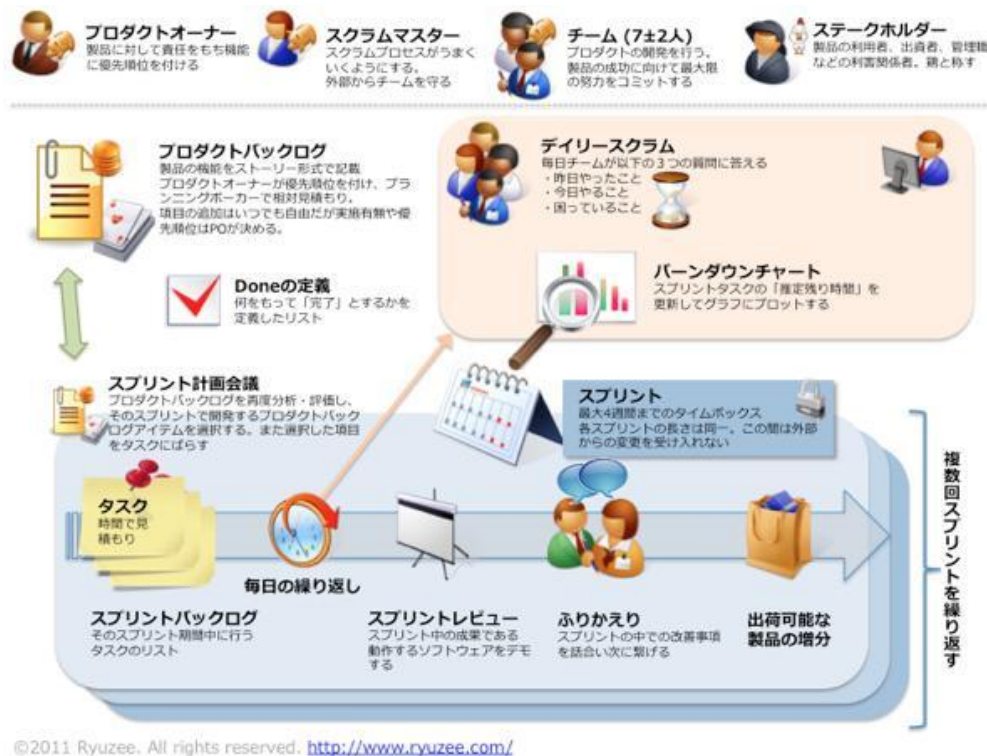 プロダクトオーナー
製品に対して責任をもち機能
に優先順位を付ける
スクラムマスター
スクラムプロセスがうまく
いくようにする。
外部からチームを守る
チーム (7±2人)
プロダクトの開発を行う。
製品の成功に向けて最大限
の努力をコミットする
ステークホルダー
製品の利用者、出資者、管理職
などの利害関係者。鶏と称す
プロダクトバックログ
製品の機能をストーリー形式で記載
プロダクトオーナーが優先順位を付け、プラ
ンニングポーカーで相対見積もり。
項目の追加はいつでも自由だが実施有無や優
先順位はPOが決める。
デイリースクラム
毎日チームが以下の３つの質問に答える
・昨日やったこと
・今日やること
・困っていること
Doneの定義
何をもって「完了」とするかを
定義したリスト
バーンダウンチャート
スプリントタスクの「推定残り時間」を
更新してグラフにプロットする
スプリント計画会議
プロダクトバックログを再度分析・評価し、
そのスプリントで開発するプロダクトバック
ログアイテムを選択する。また選択した項目
をタスクにばらす
スプリント
最大4週間までのタイムボックス
各スプリントの長さは同一。この間は外部
からの変更を受け入れない
タスク
時間で見
積もり
毎日の繰り返し
スプリントバックログ
そのスプリント期間中に行う
タスクのリスト
スプリントレビュー
スプリント中の成果である
動作するソフトウェアをデモ
する
ふりかえり
スプリントの中での改善事項
を話合い次に繋げる
出荷可能な
製品の増分
複数回スプリントを繰り返す
©2011 Ryuzee. All rights reserved. http://www.ryuzee.com/